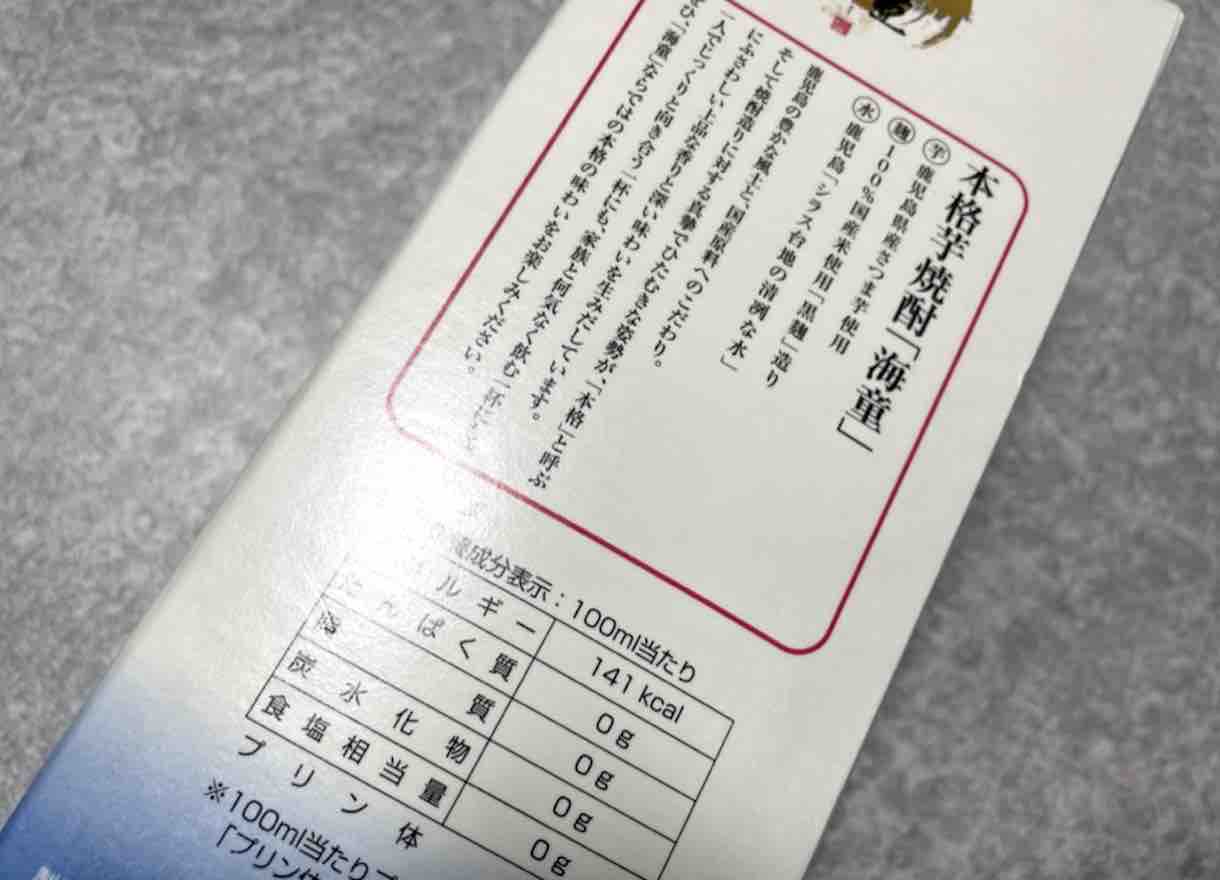 本格芋焼酎「海童」
芋 鹿児島県産さつま芋使用
麹 100%国産米使用「黒麹」造り
水 鹿児島「シラス台地の清冽な水」
鹿児島の豊かな風土と、国産原料へのこだわり。
そして焼酎造りに対する真摯でひたむきな姿勢が、「本格」と呼ぶ
にふさわしい上品な香りと深い味わいを生みだしています。
一人でじっくりと向き合う一杯にも、家族と何気なく飲む一杯にも
ぜひ、「海童」ならではの本格の味わいをお楽しみください。
成分表示:100ml当たり
ルギー 141kcal
たんぱく質 0g
脂質 0g
炭水化物 0g
食塩相当量 0g
プリン体
※100ml当たりプ
「プリン体